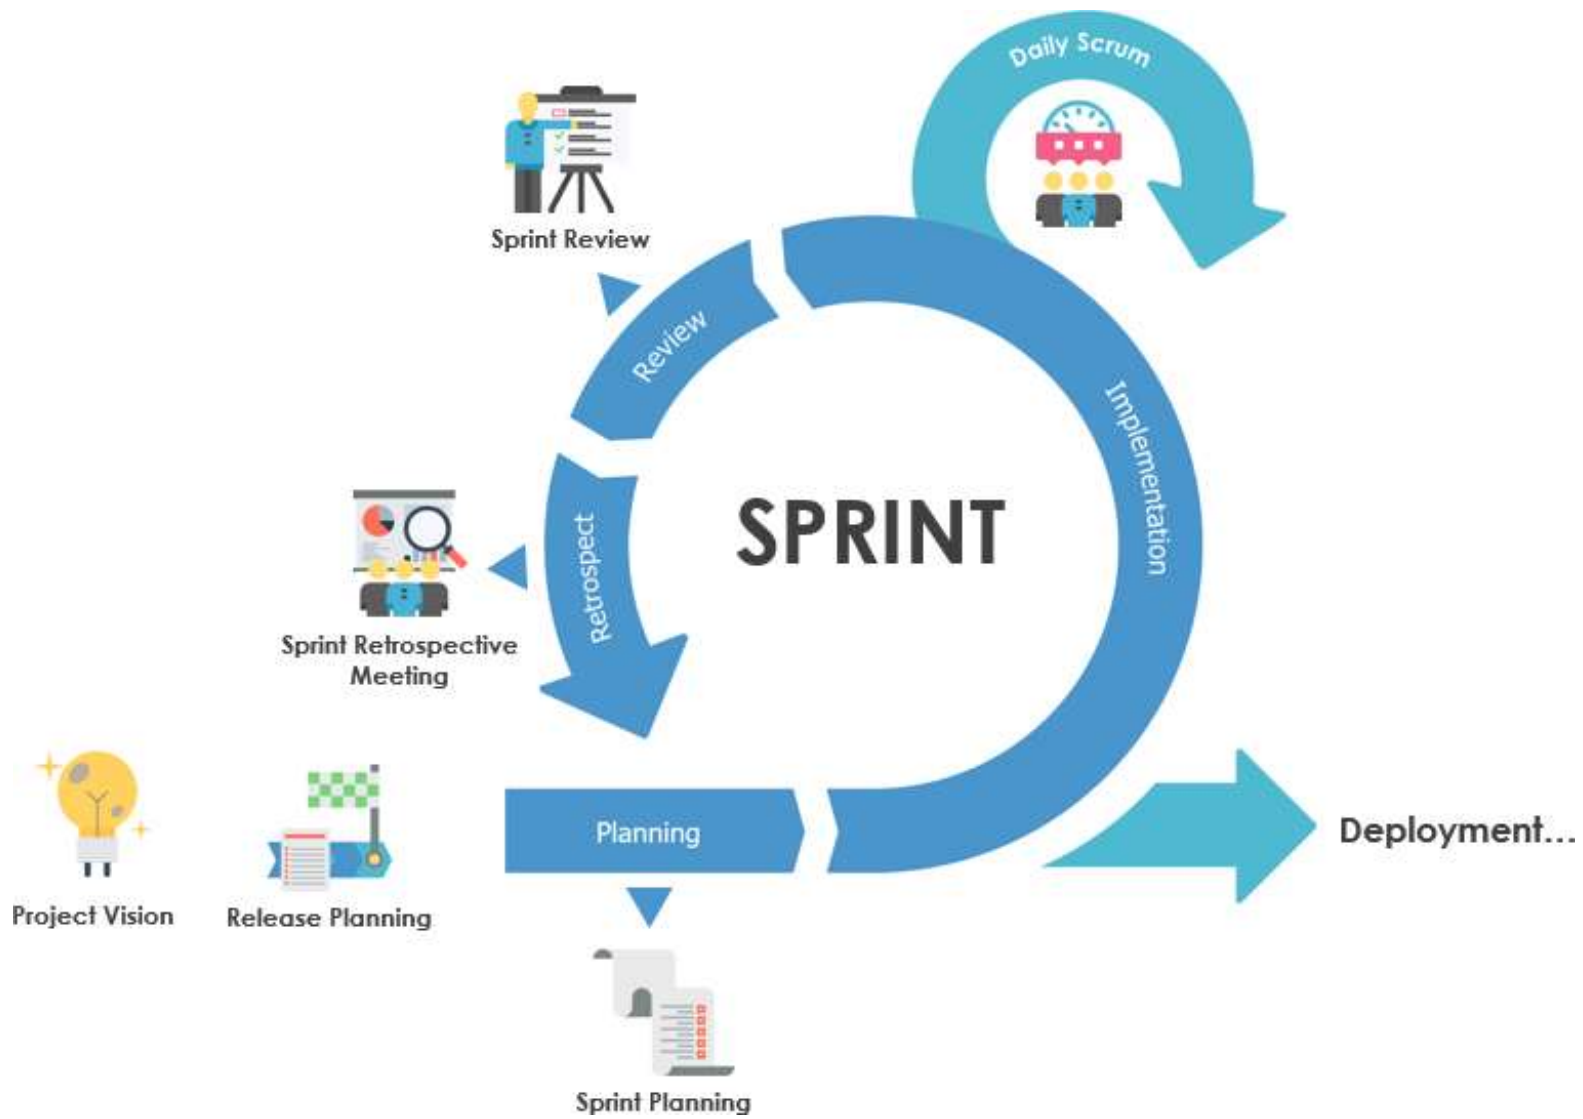 Daily Scrum
Sprint Review
Review
Implementation
SPRINT
Retrospect
Sprint Retrospective
Meeting
Planning
Deployment...
Project Vision
Release Planning
Sprint Planning